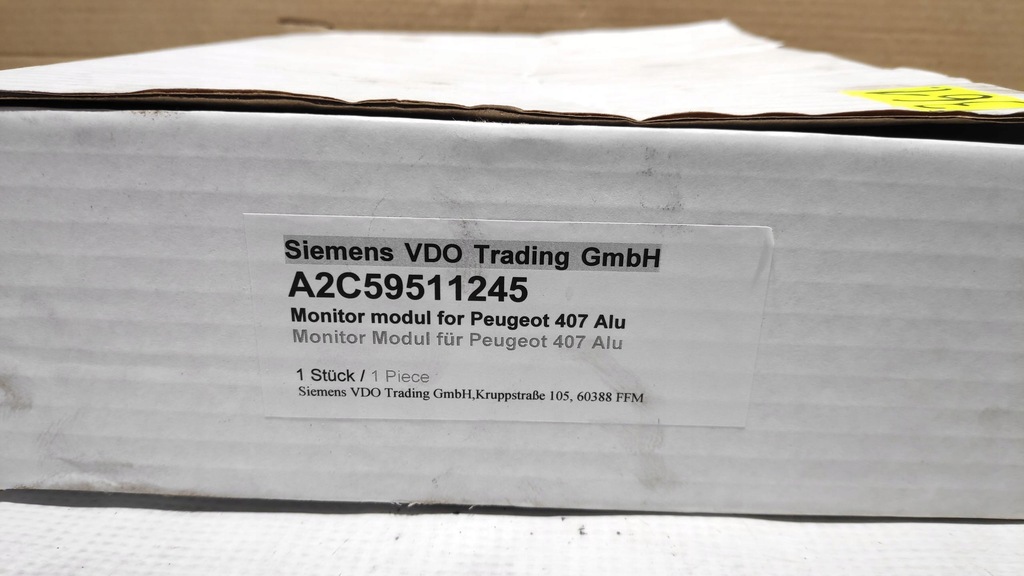 Siemens VDO Trading GmbH
A2C59511245
Monitor modul for Peugeot 407 Alu
Monitor Modul für Peugeot 407 Alu
1 Stück / 1 Piece
Siemens VDO Trading GmbH,Kruppstraße 105, 60388 FFM